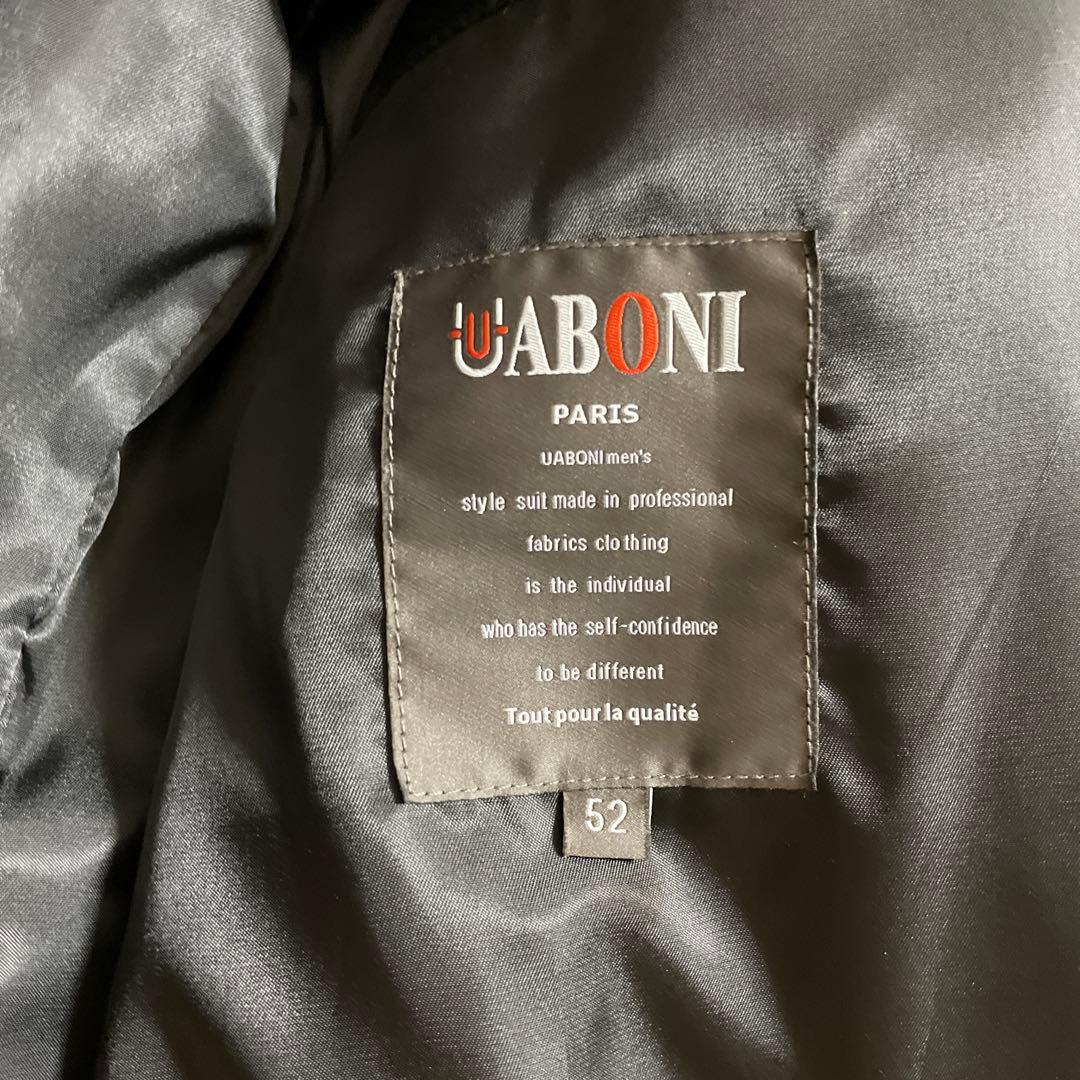 UABONI
PARIS
UABONI men's
style suit made in professional
fabrics clothing
is the individual
who has the self-confidence
to be different
Tout pour la qualité
52